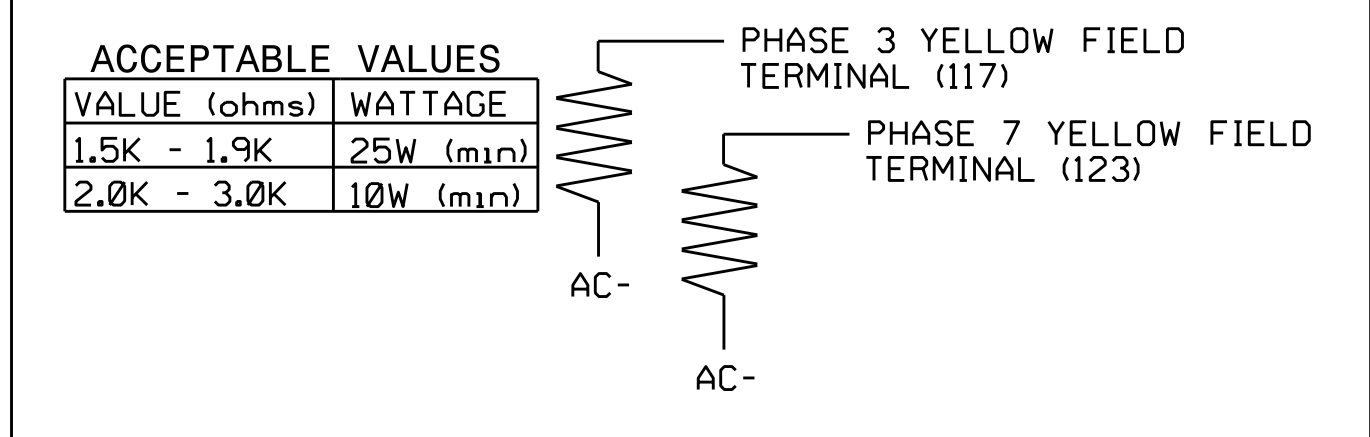 ACCEPTABLE VALUES
VALUE (ohms) WATTAGE
1.5K - 1.9K 25W (min)
2.0K - 3.0K 10W (min)
PHASE 3 YELLOW FIELD
TERMINAL (117)
AC-
PHASE 7 YELLOW FIELD
TERMINAL (123)
AC-